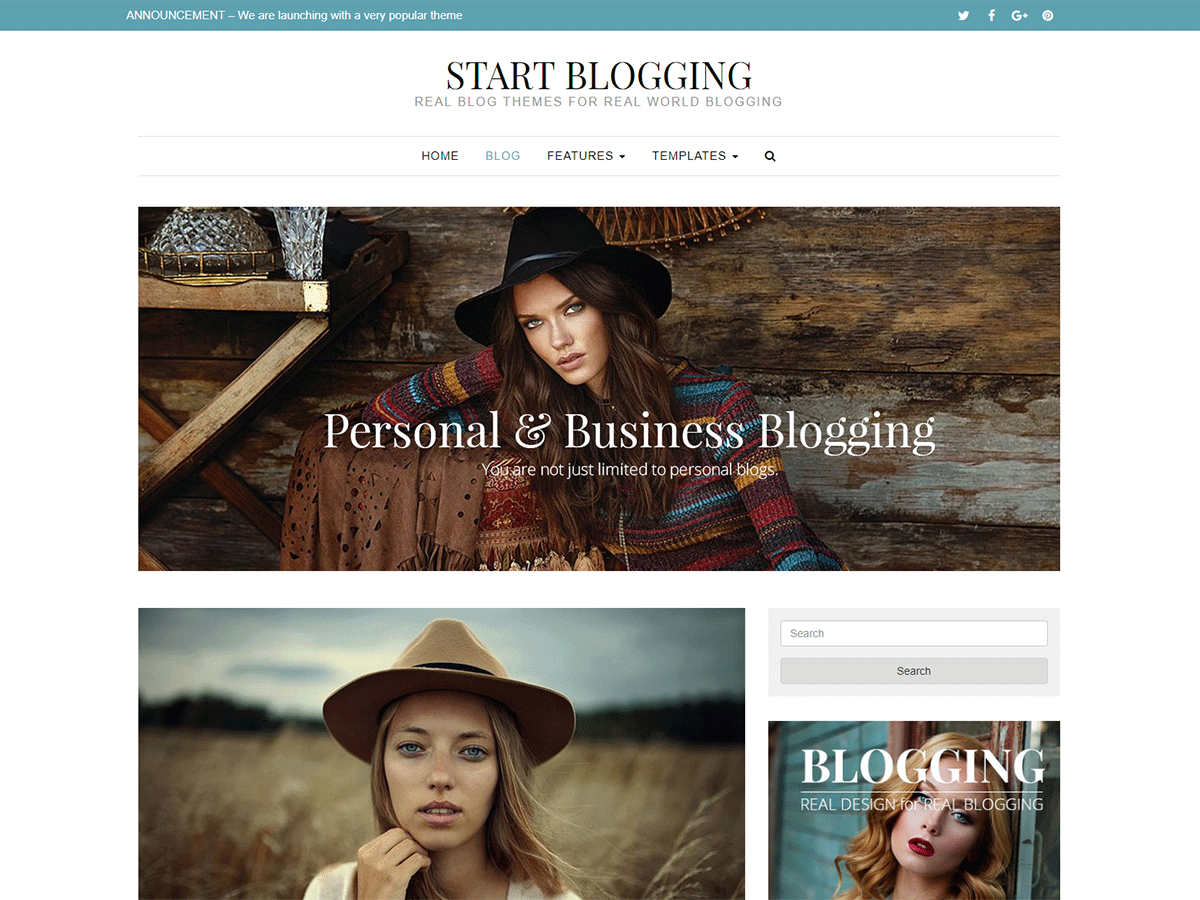 ANNOUNCEMENT – We are launching with a very popular theme
START BLOGGING
REAL BLOG THEMES FOR REAL WORLD BLOGGING
HOME BLOG FEATURES TEMPLATES
Personal & Business Blogging
You are not just limited to personal blogs.
Search
Search
BLOGGING
REAL DESIGN for REAL BLOGGING